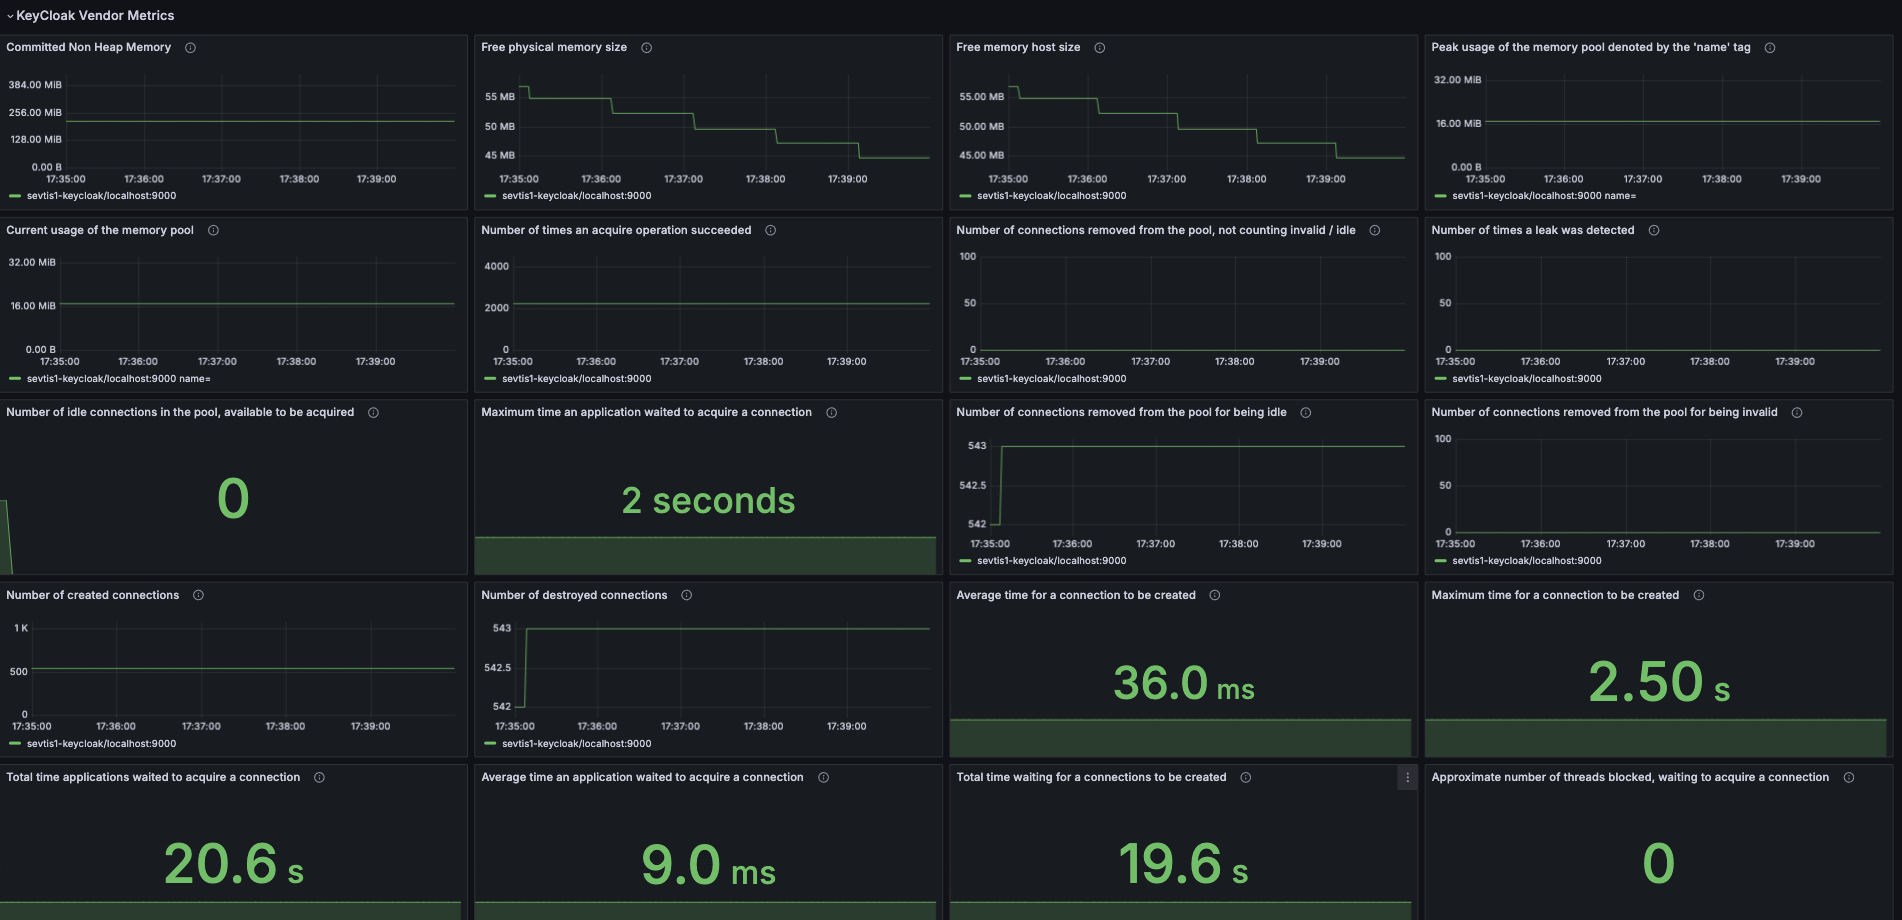 KeyCloak Vendor Metrics
Committed Non Heap Memory
384.00 MiB
256.00 MiB
128.00 MiB
0.00 B
17:35:00 17:36:00 17:37:00 17:38:00 17:39:00
sevtis1-keycloak/localhost:9000
Free physical memory size
55 MB
50 MB
45 MB
17:35:00 17:36:00 17:37:00 17:38:00 17:39:00
sevtis1-keycloak/localhost:9000
Free memory host size
55.00 MB
50.00 MB
45.00 MB
17:35:00 17:36:00 17:37:00 17:38:00 17:39:00
sevtis1-keycloak/localhost:9000
Peak usage of the memory pool denoted by the 'name' tag
32.00 MiB
16.00 MiB
0.00 B
17:35:00 17:36:00 17:37:00 17:38:00 17:39:00
sevtis1-keycloak/localhost:9000 name=
Current usage of the memory pool
32.00 MiB
16.00 MiB
0.00 B
17:35:00 17:36:00 17:37:00 17:38:00 17:39:00
sevtis1-keycloak/localhost:9000 name=
Number of times an acquire operation succeeded
4000
2000
0
17:35:00 17:36:00 17:37:00 17:38:00 17:39:00
sevtis1-keycloak/localhost:9000
Number of connections removed from the pool, not counting invalid / idle
100
50
0
17:35:00 17:36:00 17:37:00 17:38:00 17:39:00
sevtis1-keycloak/localhost:9000
Number of times a leak was detected
100
50
0
17:35:00 17:36:00 17:37:00 17:38:00 17:39:00
sevtis1-keycloak/localhost:9000
Number of idle connections in the pool, available to be acquired
0
Maximum time an application waited to acquire a connection
2 seconds
Number of connections removed from the pool for being idle
543
542.5
542
17:35:00 17:36:00 17:37:00 17:38:00 17:39:00
sevtis1-keycloak/localhost:9000
Number of connections removed from the pool for being invalid
100
50
0
17:35:00 17:36:00 17:37:00 17:38:00 17:39:00
sevtis1-keycloak/localhost:9000
Number of created connections
1 K
500
0
17:35:00 17:36:00 17:37:00 17:38:00 17:39:00
sevtis1-keycloak/localhost:9000
Number of destroyed connections
543
542.5
542
17:35:00 17:36:00 17:37:00 17:38:00 17:39:00
sevtis1-keycloak/localhost:9000
Average time for a connection to be created
36.0 ms
Maximum time for a connection to be created
2.50 s
Total time applications waited to acquire a connection
20.6 s
Average time an application waited to acquire a connection
9.0 ms
Total time waiting for a connections to be created
19.6 s
Approximate number of threads blocked, waiting to acquire a connection
0